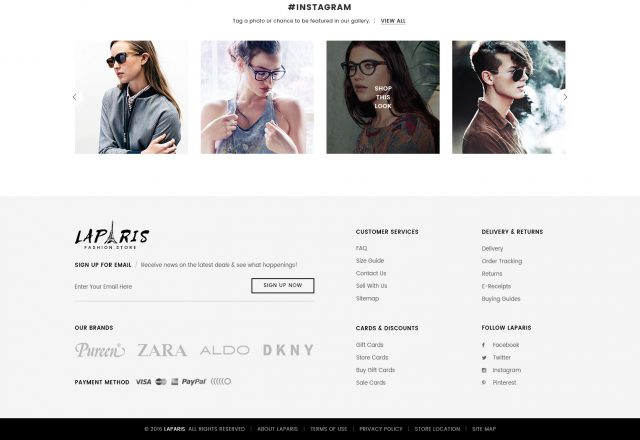 #INSTAGRAM
Tag a photo or chance to be featured in our gallery. | VIEW ALL
SHOP
THIS
LOOK
LAPARIS
FASHION.STORE
SIGN UP FOR EMAIL / Receive news on the latest deals & see what happenings!
Enter Your Email Here
SIGN UP NOW
OUR BRANDS
Pureen ZARA ALDO DKNY
PAYMENT METHOD VISA PayPal
CUSTOMER SERVICES
FAQ
Size Guide
Contact Us
Sell With Us
Sitemap
DELIVERY & RETURNS
Delivery
Order Tracking
Returns
E-Receipts
Buying Guides
CARDS & DISCOUNTS
Gift Cards
Store Cards
Buy Gift Cards
Sale Cards
FOLLOW LAPARIS
Facebook
Twitter
Instagram
Pinterest
© 2016 LAPARIS. ALL RIGHTS RESERVED | ABOUT LAPARIS | TERMS OF USE | PRIVACY POLICY | STORE LOCATION | SITE MAP